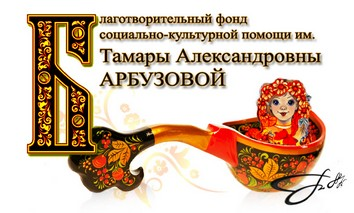 Благотворительный фонд
социально-культурной помощи им.
Тамары Александровны
АРБУЗОВОЙ